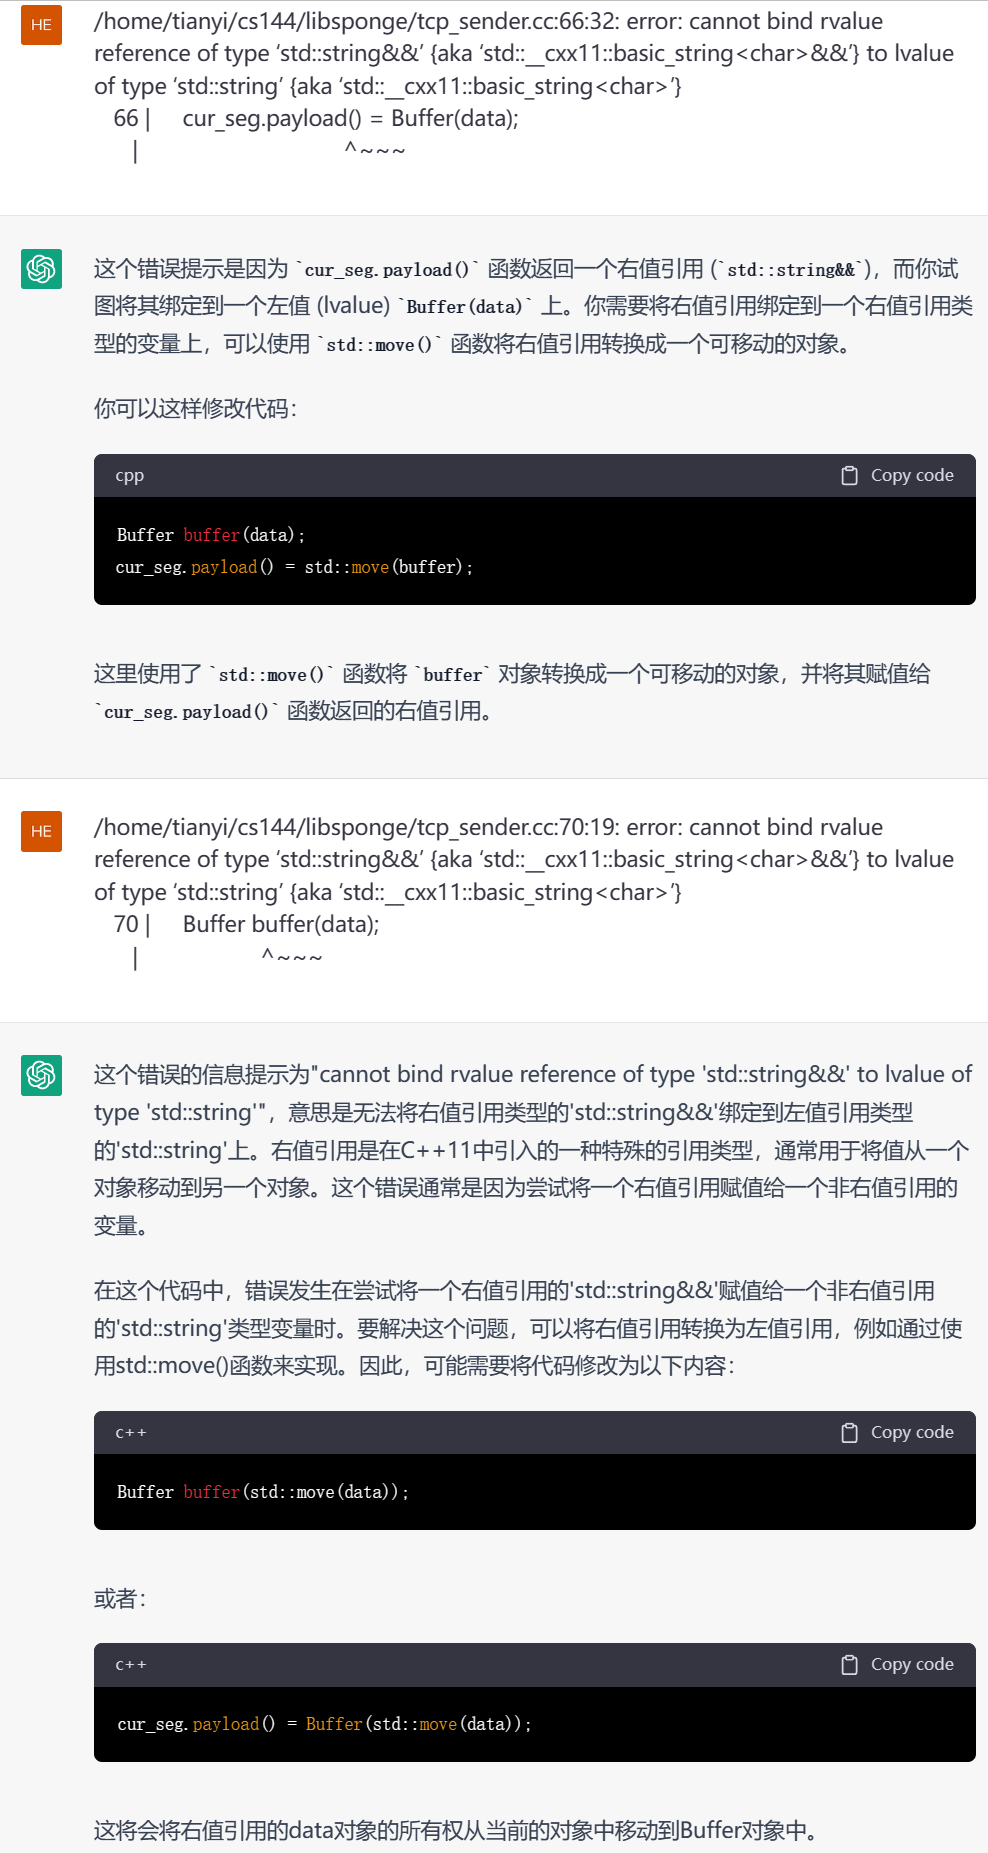 HE
/home/tianyi/cs144/libsponge/tcp_sender.cc:66:32: error: cannot bind rvalue
reference of type ‘std::string&&’ {aka ‘std::__cxx11::basic_string<char>&&’} to lvalue
of type ‘std::string’ {aka ‘std::__cxx11::basic_string<char>’}
66 | cur_seg.payload() = Buffer(data);
| ^~~~
这个错误提示是因为 `cur_seg.payload()` 函数返回一个右值引用 (`std::string&&`)，而你试
图将其绑定到一个左值 (lvalue) `Buffer(data)` 上。你需要将右值引用绑定到一个右值引用类
型的变量上，可以使用 `std::move()` 函数将右值引用转换成一个可移动的对象。
你可以这样修改代码：
cpp Copy code
Buffer buffer(data);
cur_seg.payload() = std::move(buffer);
这里使用了 `std::move()` 函数将 `buffer` 对象转换成一个可移动的对象，并将其赋值给
`cur_seg.payload()` 函数返回的右值引用。
HE
/home/tianyi/cs144/libsponge/tcp_sender.cc:70:19: error: cannot bind rvalue
reference of type ‘std::string&&’ {aka ‘std::__cxx11::basic_string<char>&&’} to lvalue
of type ‘std::string’ {aka ‘std::__cxx11::basic_string<char>’}
70 | Buffer buffer(data);
| ^~~~
这个错误的信息提示为"cannot bind rvalue reference of type 'std::string&&' to lvalue of
type 'std::string'"，意思是无法将右值引用类型的'std::string&&'绑定到左值引用类型
的'std::string'上。右值引用是在C++11中引入的一种特殊的引用类型，通常用于将值从一个
对象移动到另一个对象。这个错误通常是因为尝试将一个右值引用赋值给一个非右值引用的
变量。
在这个代码中，错误发生在尝试将一个右值引用的'std::string&&'赋值给一个非右值引用
的'std::string'类型变量时。要解决这个问题，可以将右值引用转换为左值引用，例如通过使
用std::move()函数来实现。因此，可能需要将代码修改为以下内容：
c++ Copy code
Buffer buffer(std::move(data));
或者：
c++ Copy code
cur_seg.payload() = Buffer(std::move(data));
这将会将右值引用的data对象的所有权从当前的对象中移动到Buffer对象中。